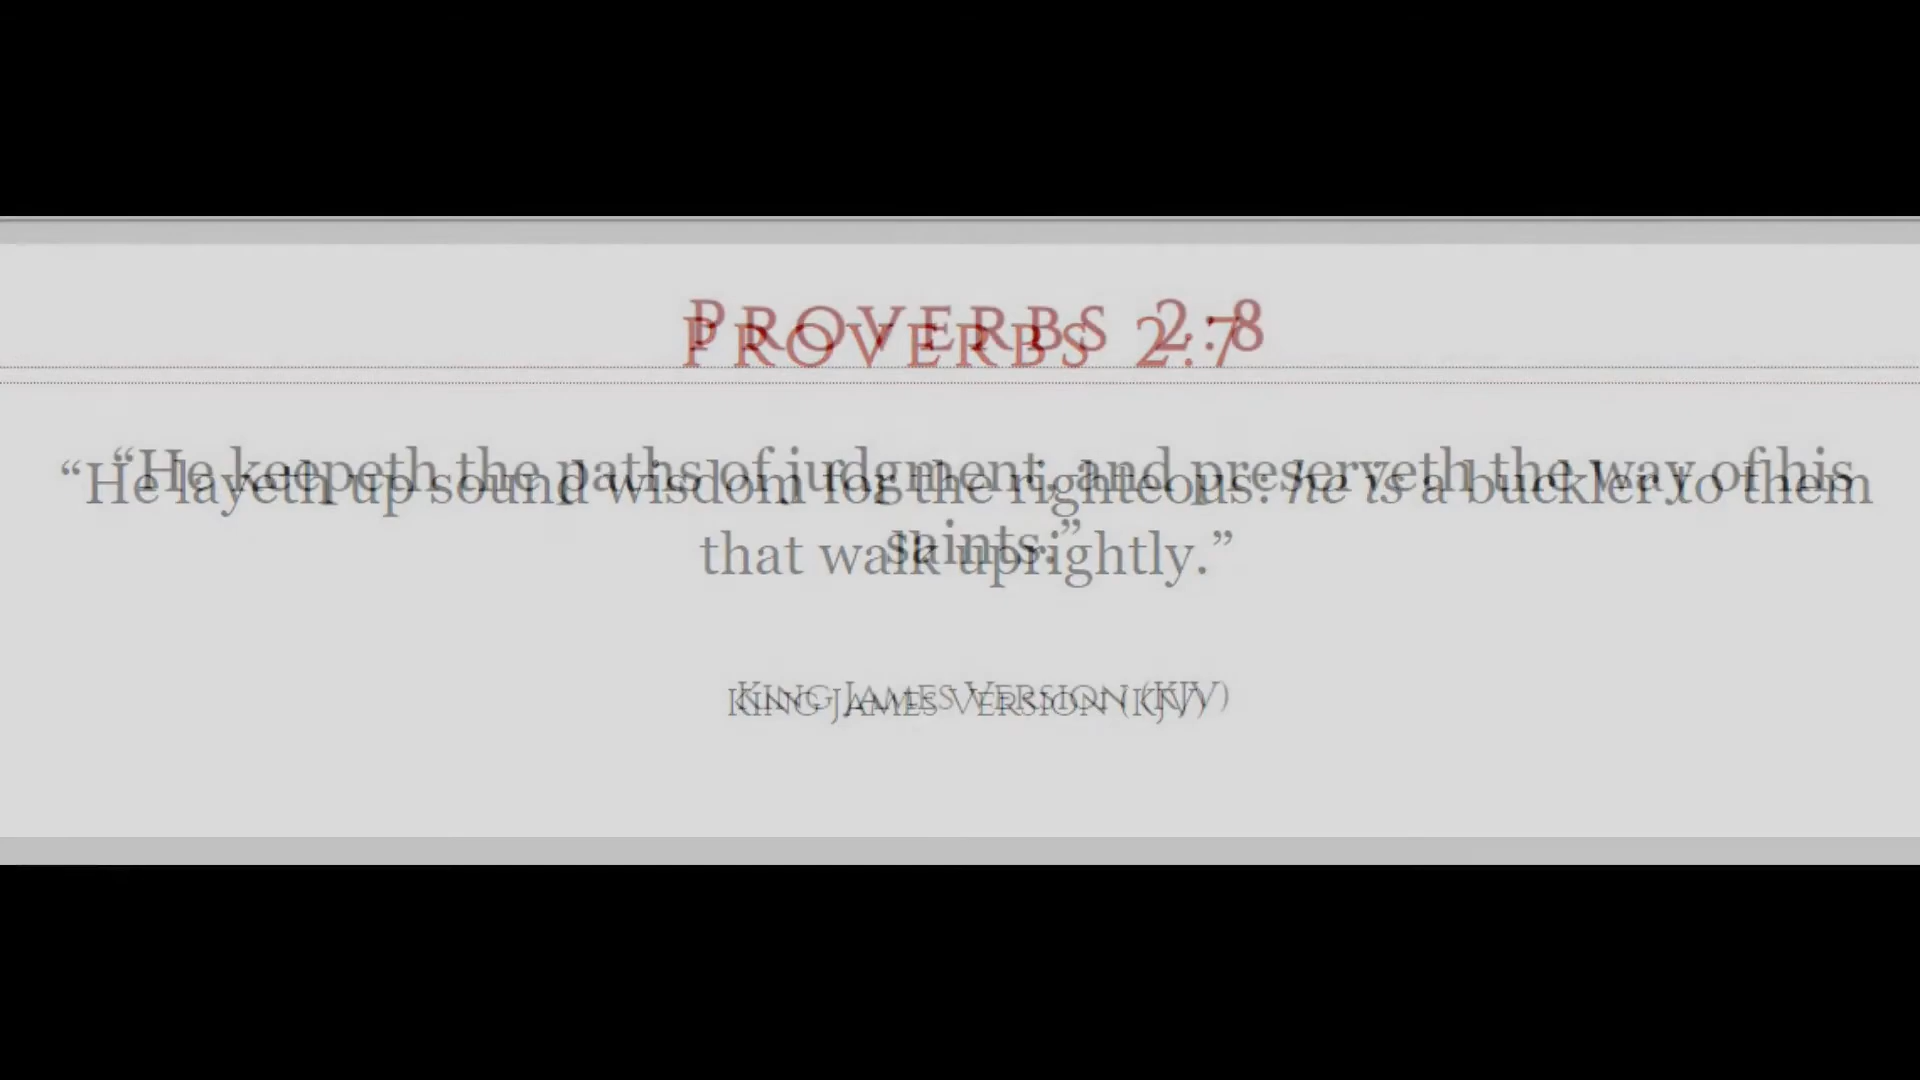 Proverbs 2:8
Proverbs 2:7
“He keepeth the paths of judgment, and preserveth the way of his
saints.”
“He layeth up sound wisdom for the righteous: he is a buckler to them
that walk uprightly.”
King James Version (KJV)
King James Version (KJV)